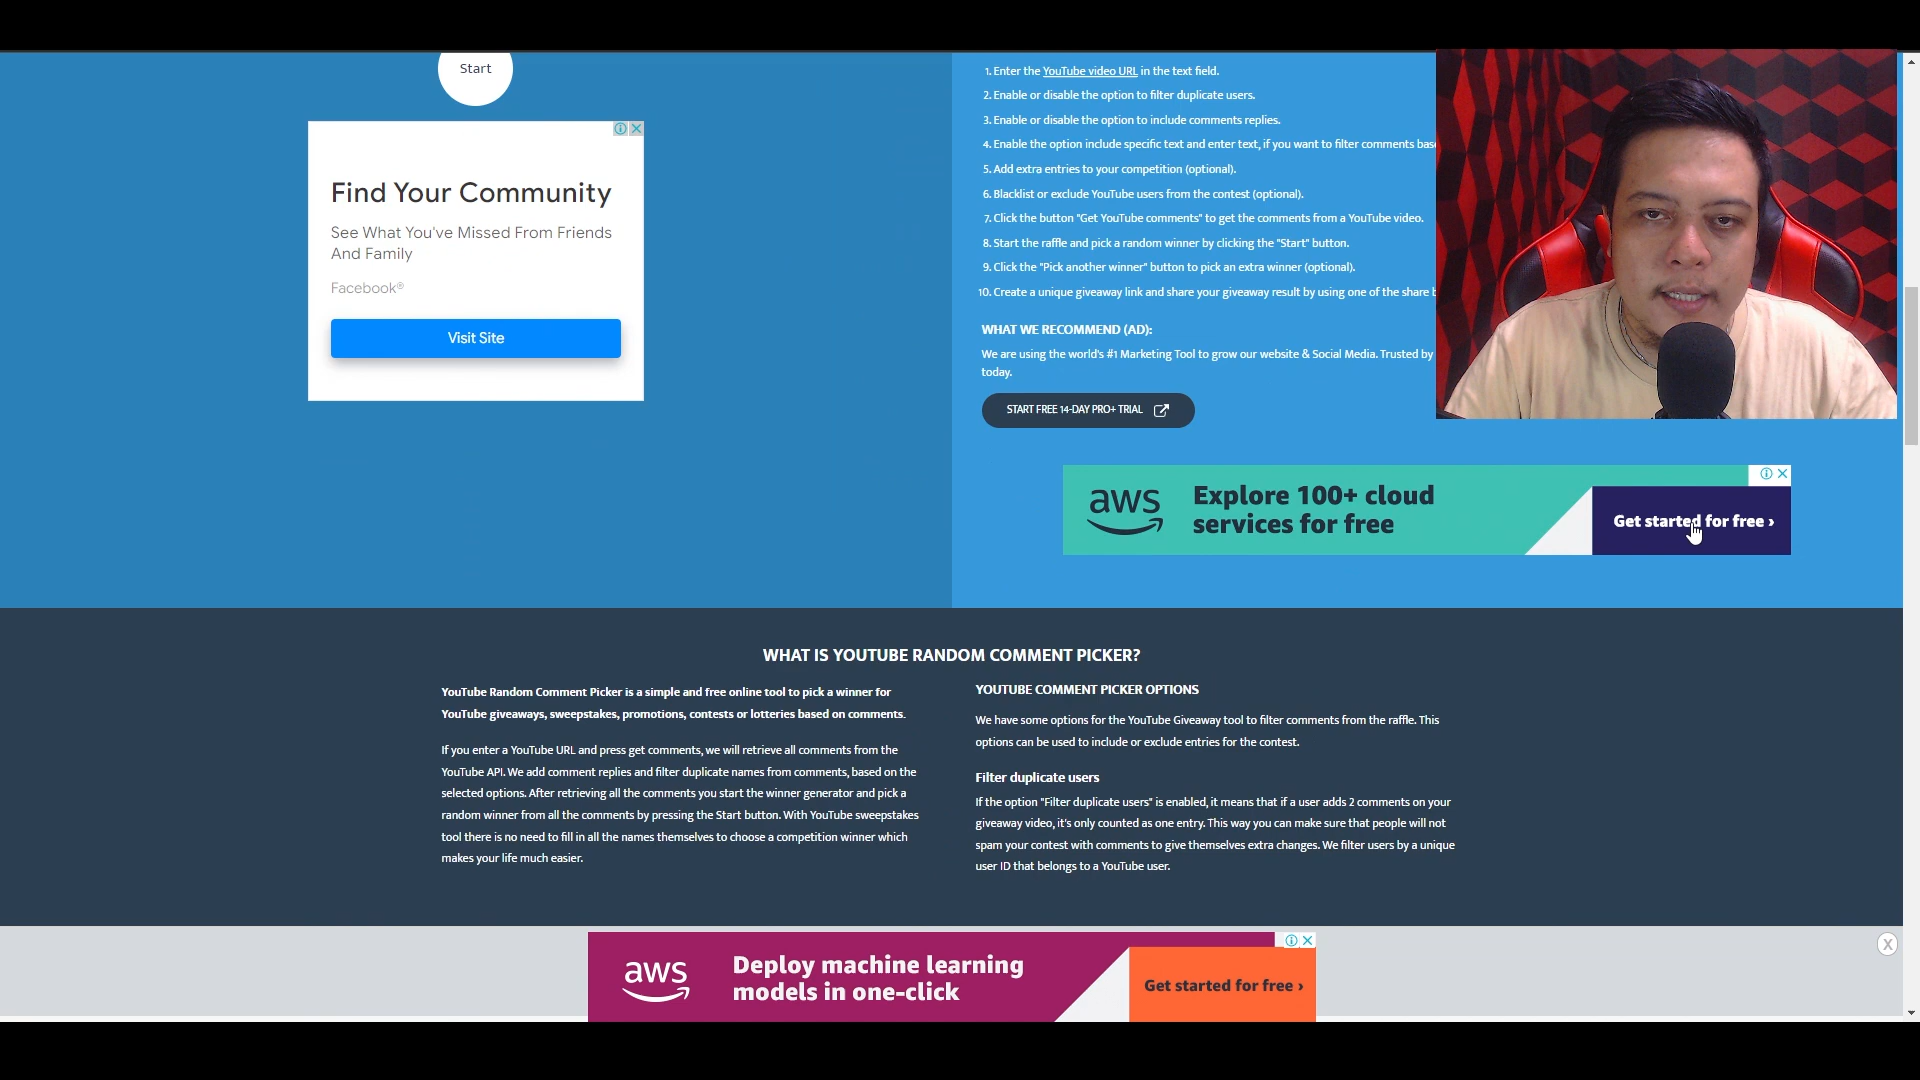 Start
Find Your Community
See What You've Missed From Friends
And Family
Facebook®
Visit Site
1. Enter the YouTube video URL in the text field.
2. Enable or disable the option to filter duplicate users.
3. Enable or disable the option to include comments replies.
4. Enable the option include specific text and enter text, if you want to filter comments bas
5. Add extra entries to your competition (optional).
6. Blacklist or exclude YouTube users from the contest (optional).
7. Click the button "Get YouTube comments" to get the comments from a YouTube video.
8. Start the raffle and pick a random winner by clicking the "Start" button.
9. Click the "Pick another winner" button to pick an extra winner (optional).
10. Create a unique giveaway link and share your giveaway result by using one of the share
WHAT WE RECOMMEND (AD):
We are using the world's #1 Marketing Tool to grow our website & Social Media. Trusted by
today.
START FREE 14-DAY PRO+ TRIAL
aws
Explore 100+ cloud
services for free
Get started for free ›
WHAT IS YOUTUBE RANDOM COMMENT PICKER?
YouTube Random Comment Picker is a simple and free online tool to pick a winner for
YouTube giveaways, sweepstakes, promotions, contests or lotteries based on comments.
If you enter a YouTube URL and press get comments, we will retrieve all comments from the
YouTube API. We add comment replies and filter duplicate names from comments, based on the
selected options. After retrieving all the comments you start the winner generator and pick a
random winner from all the comments by pressing the Start button. With YouTube sweepstakes
tool there is no need to fill in all the names themselves to choose a competition winner which
makes your life much easier.
YOUTUBE COMMENT PICKER OPTIONS
We have some options for the YouTube Giveaway tool to filter comments from the raffle. This
options can be used to include or exclude entries for the contest.
Filter duplicate users
If the option "Filter duplicate users" is enabled, it means that if a user adds 2 comments on your
giveaway video, it's only counted as one entry. This way you can make sure that people will not
spam your contest with comments to give themselves extra changes. We filter users by a unique
user ID that belongs to a YouTube user.
aws
Deploy machine learning
models in one-click
Get started for free ›
X